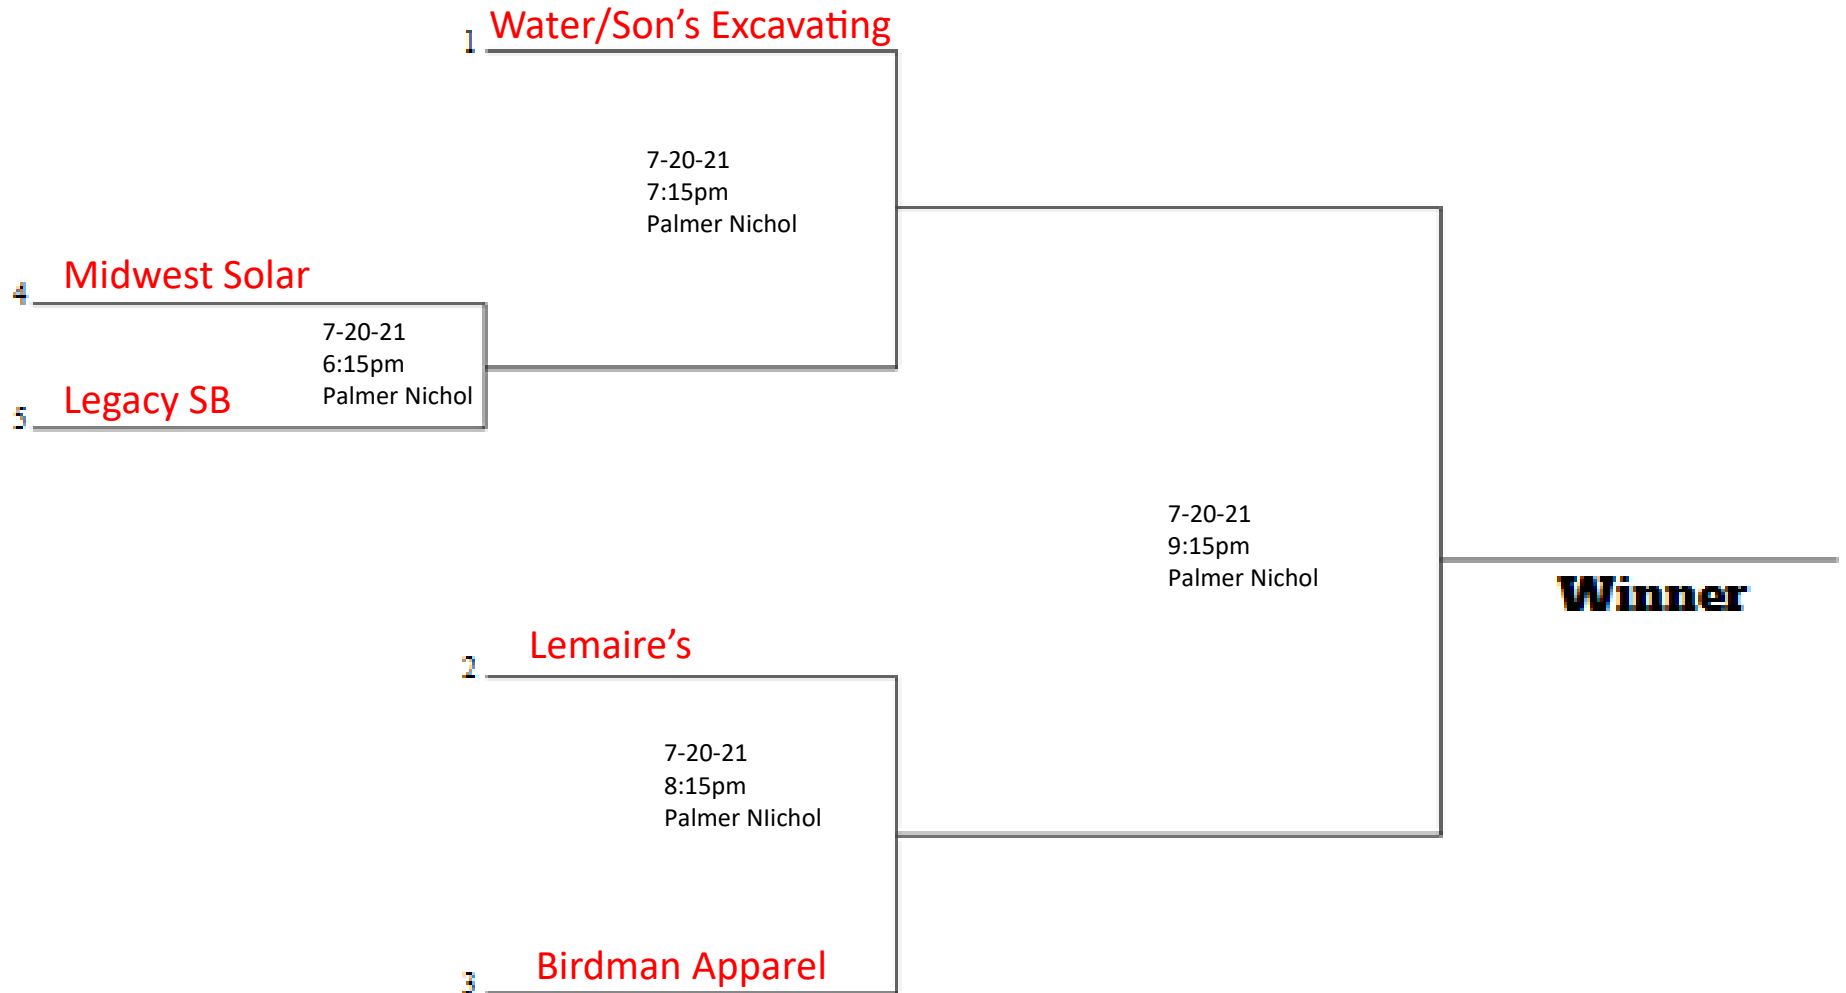 1 Water/Son’s Excavating
7-20-21
7:15pm
Palmer Nichol
4 Midwest Solar
7-20-21
6:15pm
Palmer Nichol
5 Legacy SB
7-20-21
9:15pm
Palmer Nichol
Winner
2 Lemaire’s
7-20-21
8:15pm
Palmer NIichol
3 Birdman Apparel